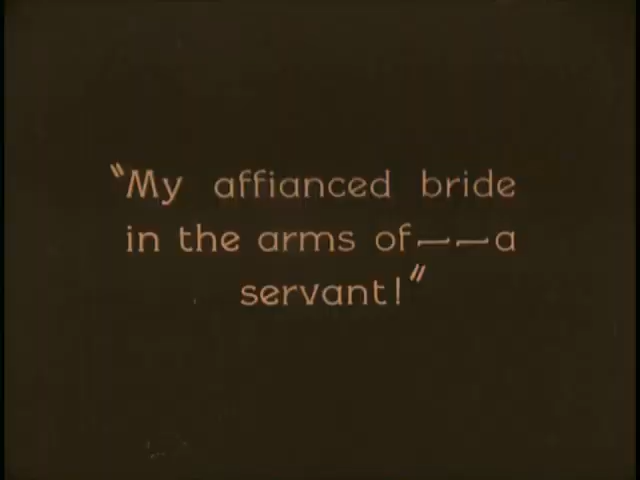 "My affianced bride
in the arms of——a
servant!"